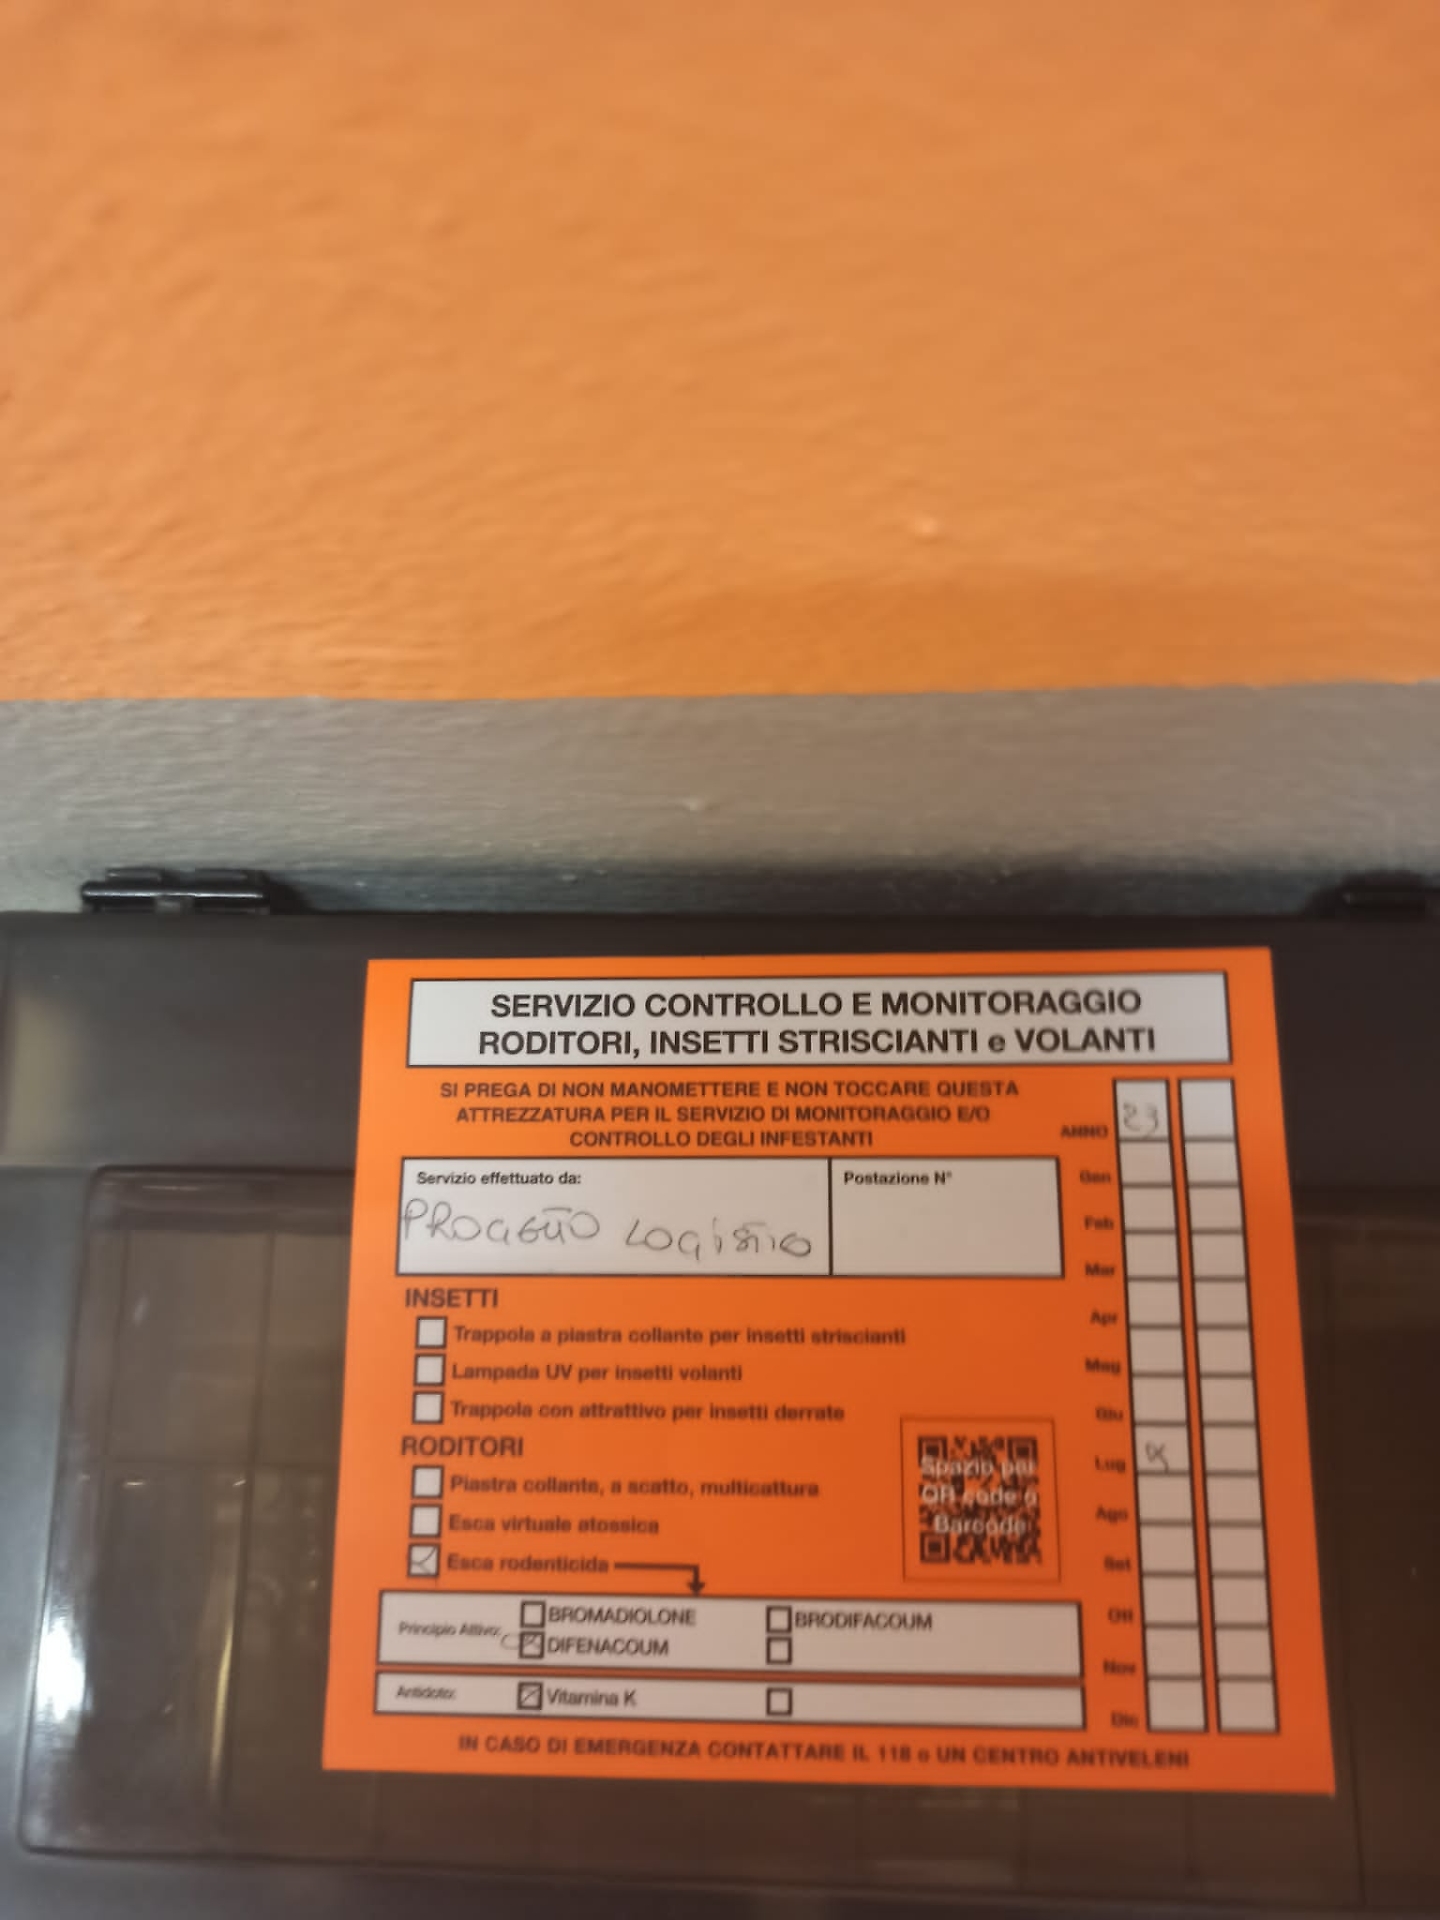 SERVIZIO CONTROLLO E MONITORAGGIO
RODITORI, INSETTI STRISCIANTI e VOLANTI
SI PREGA DI NON MANOMETTERE E NON TOCCARE QUESTA
ATTREZZATURA PER IL SERVIZIO DI MONITORAGGIO E/O
CONTROLLO DEGLI INFESTANTI
ANNO 23
Servizio effettuato da:
PROGETTO LOGISTIO
Postazione N°
Gen
Feb
Mar
Apr
Mag
Giu
Lug
Ago
Set
Ott
Nov
Dic
INSETTI
Trappola a piastra collante per insetti striscianti
Lampada UV per insetti volanti
Trappola con attrattivo per insetti derrate
RODITORI
Piastra collante, a scatto, multicattura
Esca virtuale atossica
Esca rodenticida
Spazio per
QR code o
Barcode
Principio Attivo:
BROMADIOLONE
BRODIFACOUM
DIFENACOUM
Antidoto:
Vitamina K
IN CASO DI EMERGENZA CONTATTARE IL 118 o UN CENTRO ANTIVELENI